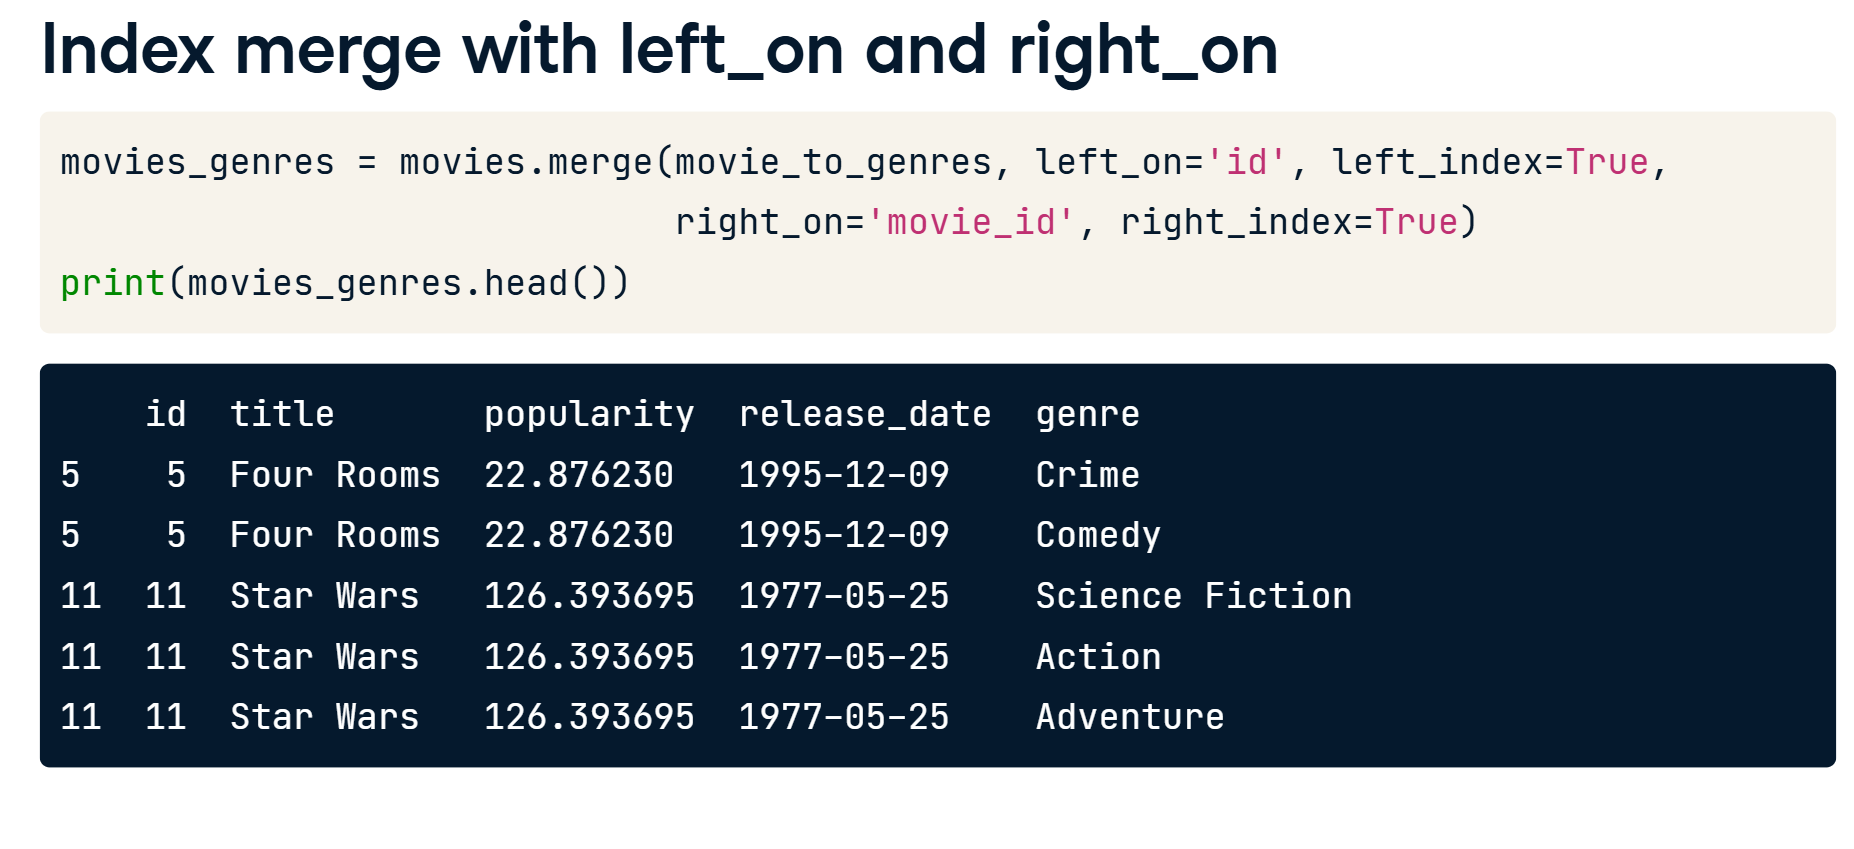 Index merge with left_on and right_on
movies_genres = movies.merge(movie_to_genres, left_on='id', left_index=True,
                             right_on='movie_id', right_index=True)
print(movies_genres.head())
    id  title       popularity  release_date  genre
5    5  Four Rooms  22.876230   1995-12-09    Crime
5    5  Four Rooms  22.876230   1995-12-09    Comedy
11  11  Star Wars   126.393695  1977-05-25    Science Fiction
11  11  Star Wars   126.393695  1977-05-25    Action
11  11  Star Wars   126.393695  1977-05-25    Adventure